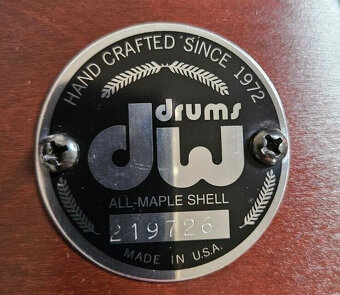 HAND CRAFTED SINCE 1972
drums
dw
ALL-MAPLE SHELL
219726
MADE IN U.S.A.